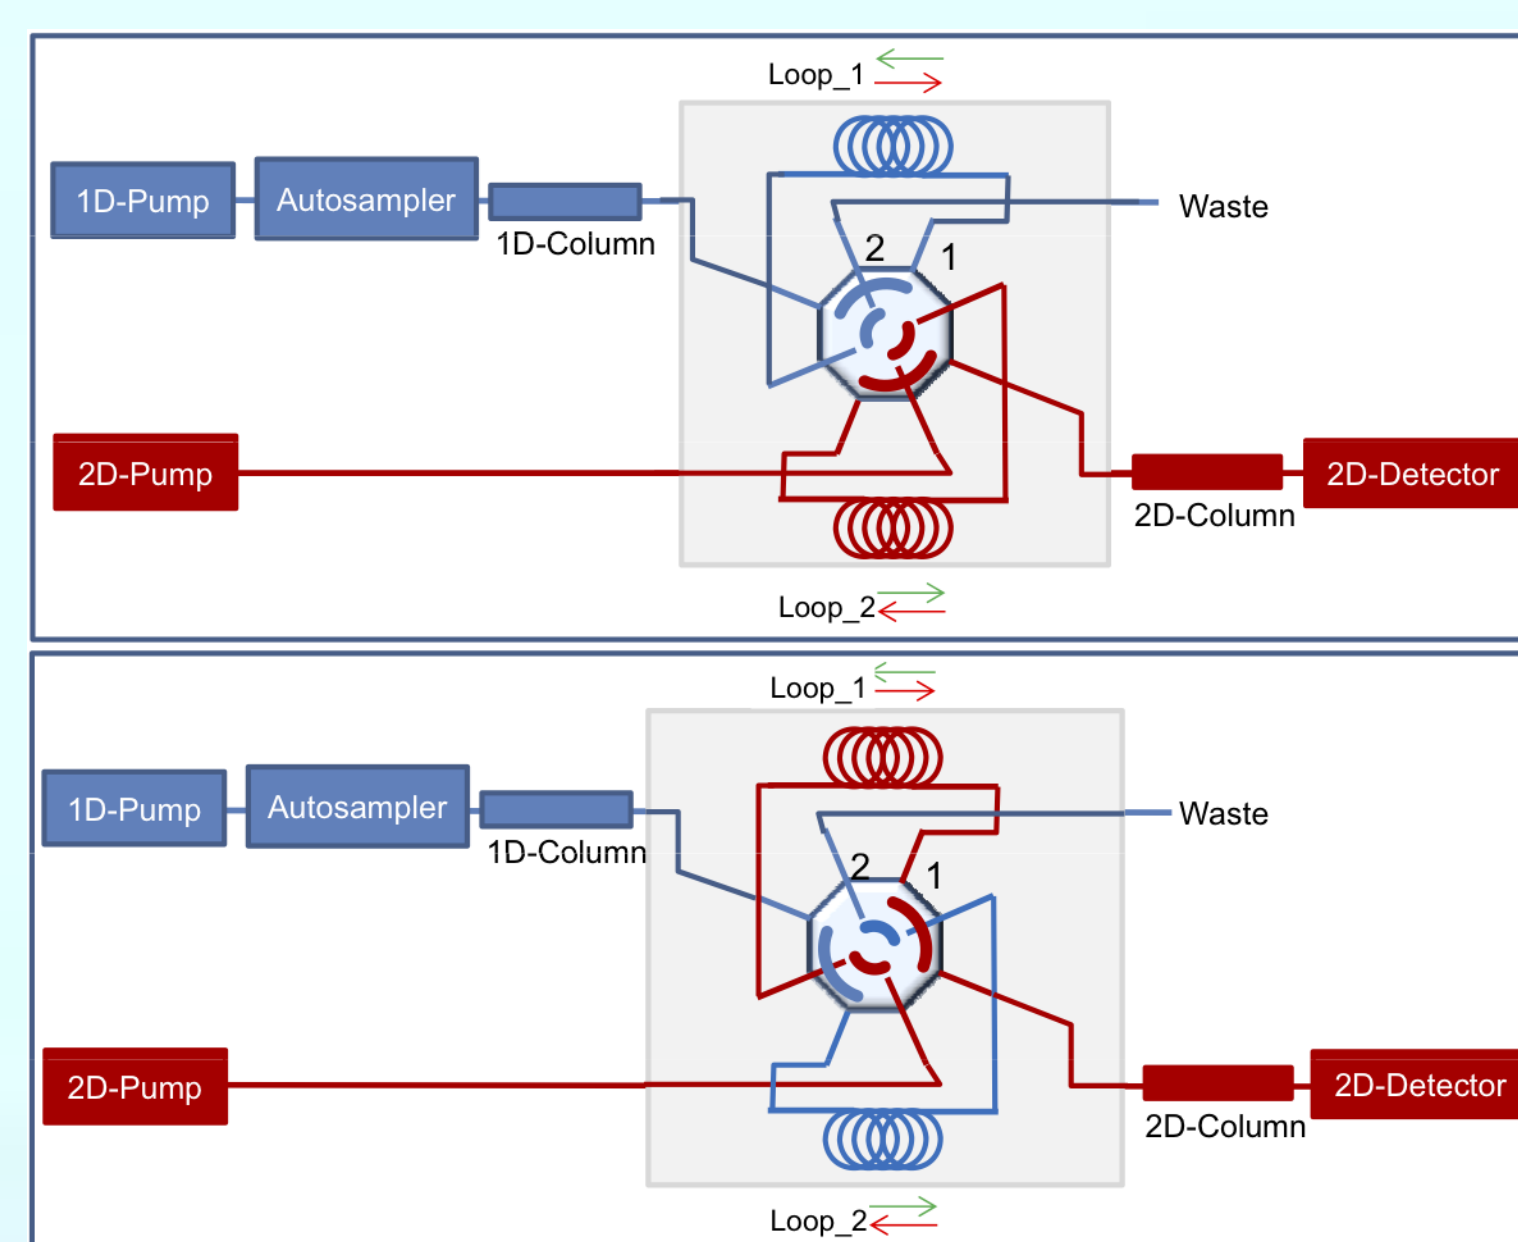 Loop_1
1D-Pump
Autosampler
1D-Column
Waste
2
1
2D-Pump
2D-Column
2D-Detector
Loop_2
Loop_1
1D-Pump
Autosampler
1D-Column
Waste
2
1
2D-Pump
2D-Column
2D-Detector
Loop_2